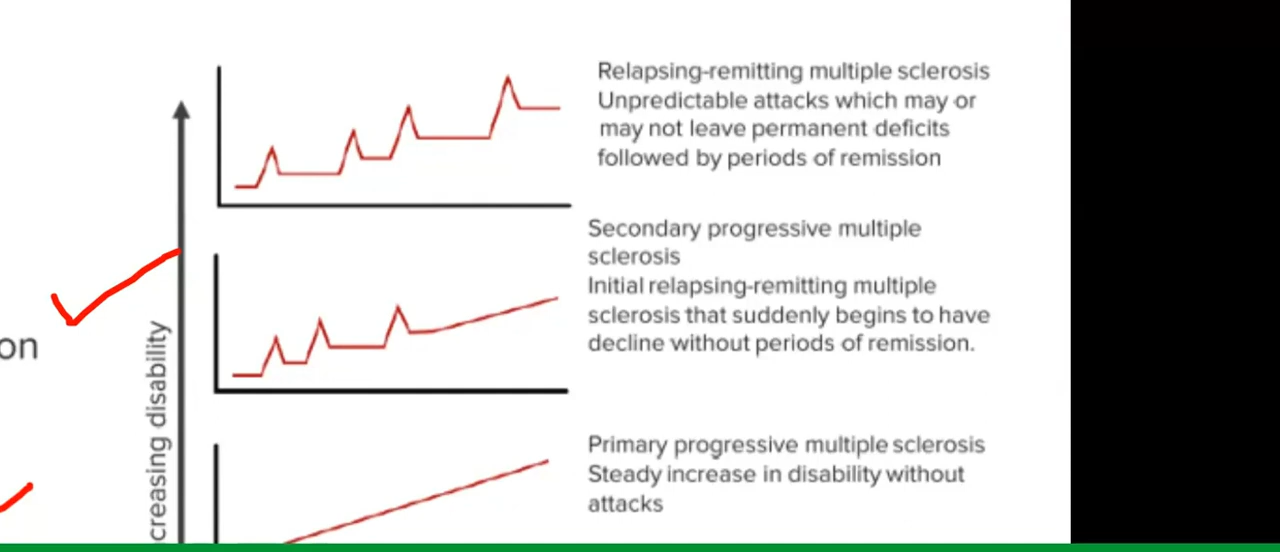 Relapsing-remitting multiple sclerosis
Unpredictable attacks which may or
may not leave permanent deficits
followed by periods of remission
Secondary progressive multiple
sclerosis
Initial relapsing-remitting multiple
sclerosis that suddenly begins to have
decline without periods of remission.
on
creasing disability
Primary progressive multiple sclerosis
Steady increase in disability without
attacks